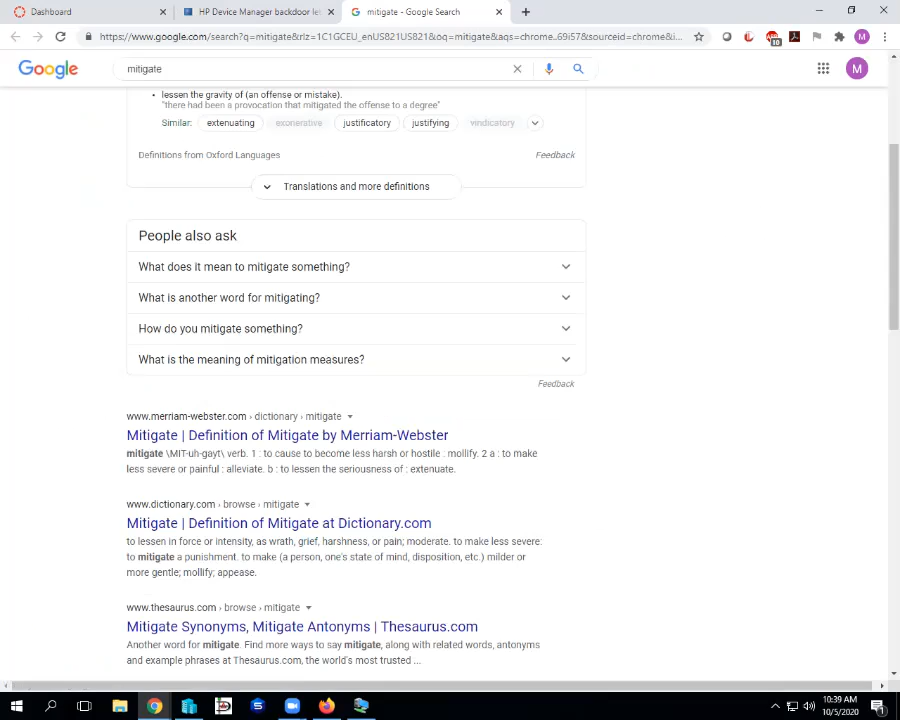 Dashboard
HP Device Manager backdoor let
mitigate - Google Search
https://www.google.com/search?q=mitigate&rlz=1C1GCEU_enUS821US821&oq=mitigate&aqs=chrome..69i57&sourceid=chrome&i...
10
M
Google
mitigate
M
• lessen the gravity of (an offense or mistake).
"there had been a provocation that mitigated the offense to a degree"
Similar: extenuating exonerative justificatory justifying vindicatory
Definitions from Oxford Languages
Feedback
Translations and more definitions
People also ask
What does it mean to mitigate something?
What is another word for mitigating?
How do you mitigate something?
What is the meaning of mitigation measures?
Feedback
www.merriam-webster.com › dictionary › mitigate
Mitigate | Definition of Mitigate by Merriam-Webster
mitigate \MIT-uh-gayt\ verb. 1 : to cause to become less harsh or hostile : mollify. 2 a : to make
less severe or painful : alleviate. b : to lessen the seriousness of : extenuate.
www.dictionary.com › browse › mitigate
Mitigate | Definition of Mitigate at Dictionary.com
to lessen in force or intensity, as wrath, grief, harshness, or pain; moderate. to make less severe:
to mitigate a punishment. to make (a person, one's state of mind, disposition, etc.) milder or
more gentle; mollify; appease.
www.thesaurus.com › browse › mitigate
Mitigate Synonyms, Mitigate Antonyms | Thesaurus.com
Another word for mitigate. Find more ways to say mitigate, along with related words, antonyms
and example phrases at Thesaurus.com, the world's most trusted ...
10:39 AM
10/5/2020
1